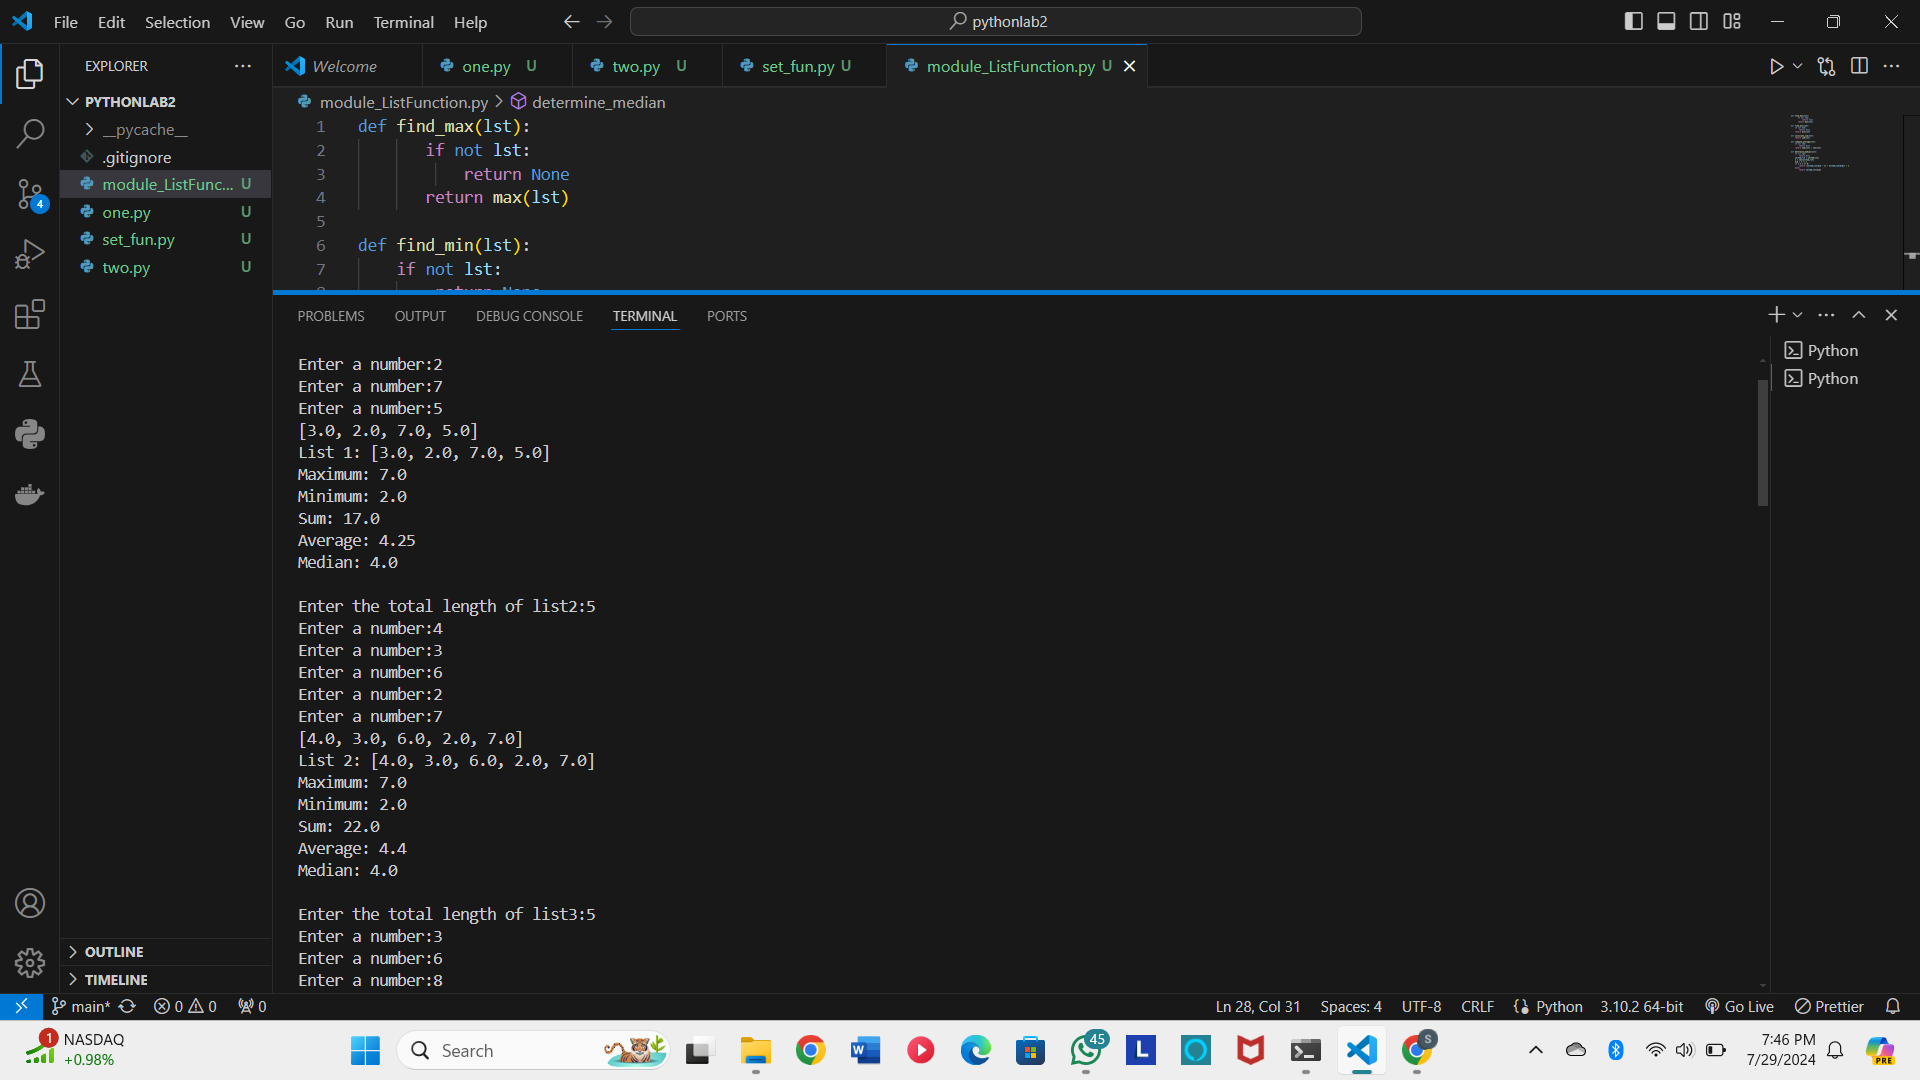 File Edit Selection View Go Run Terminal Help
pythonlab2
EXPLORER
PYTHONLAB2
__pycache__
.gitignore
module_ListFunc... U
one.py U
set_fun.py U
two.py U
4
OUTLINE
TIMELINE
Welcome one.py U two.py U set_fun.py U module_ListFunction.py U
module_ListFunction.py > determine_median
1 def find_max(lst):
2 if not lst:
3 return None
4 return max(lst)
5
6 def find_min(lst):
7 if not lst:
8 return None
PROBLEMS OUTPUT DEBUG CONSOLE TERMINAL PORTS
Python
Python
Enter a number:2
Enter a number:7
Enter a number:5
[3.0, 2.0, 7.0, 5.0]
List 1: [3.0, 2.0, 7.0, 5.0]
Maximum: 7.0
Minimum: 2.0
Sum: 17.0
Average: 4.25
Median: 4.0
Enter the total length of list2:5
Enter a number:4
Enter a number:3
Enter a number:6
Enter a number:2
Enter a number:7
[4.0, 3.0, 6.0, 2.0, 7.0]
List 2: [4.0, 3.0, 6.0, 2.0, 7.0]
Maximum: 7.0
Minimum: 2.0
Sum: 22.0
Average: 4.4
Median: 4.0
Enter the total length of list3:5
Enter a number:3
Enter a number:6
Enter a number:8
main* 0 0 0 Ln 28, Col 31 Spaces: 4 UTF-8 CRLF Python 3.10.2 64-bit Go Live Prettier
1 NASDAQ
+0.98%
Search
W
45
L
S
7:46 PM
7/29/2024
PRE